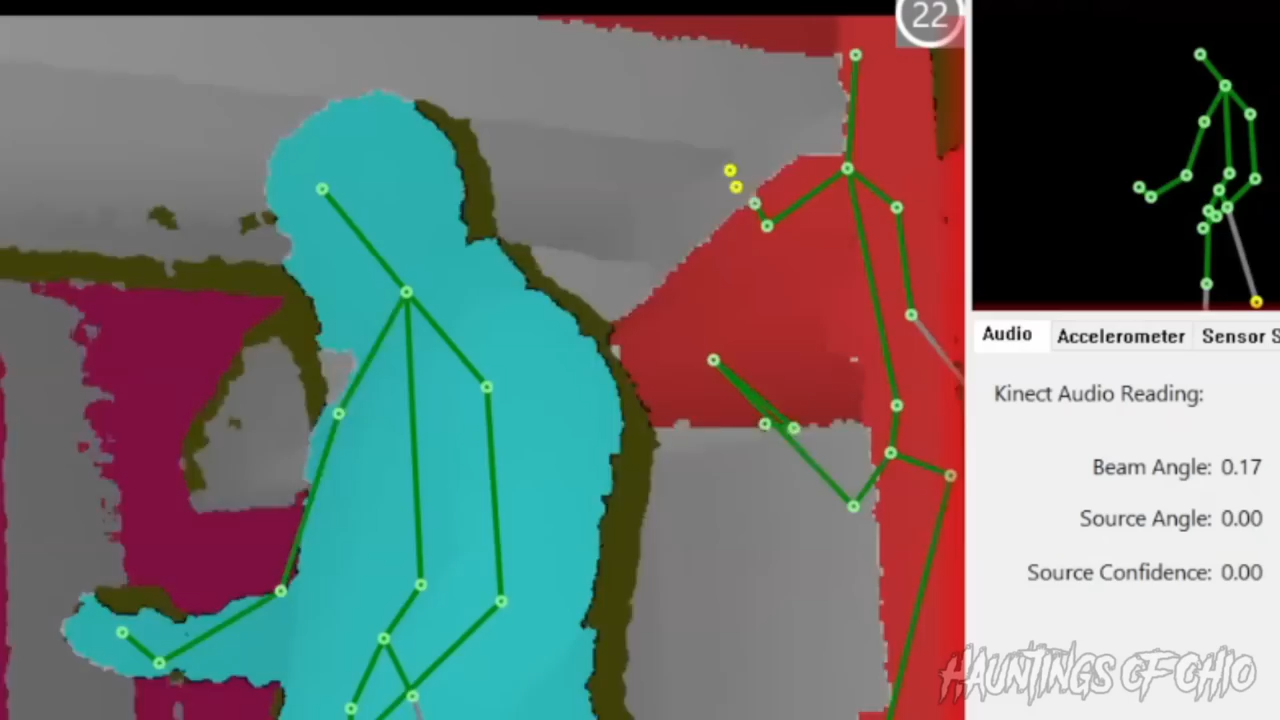 22
Audio Accelerometer Sensor S
Kinect Audio Reading:
Beam Angle: 0.17
Source Angle: 0.00
Source Confidence: 0.00
HAUNTINGS OF OHIO